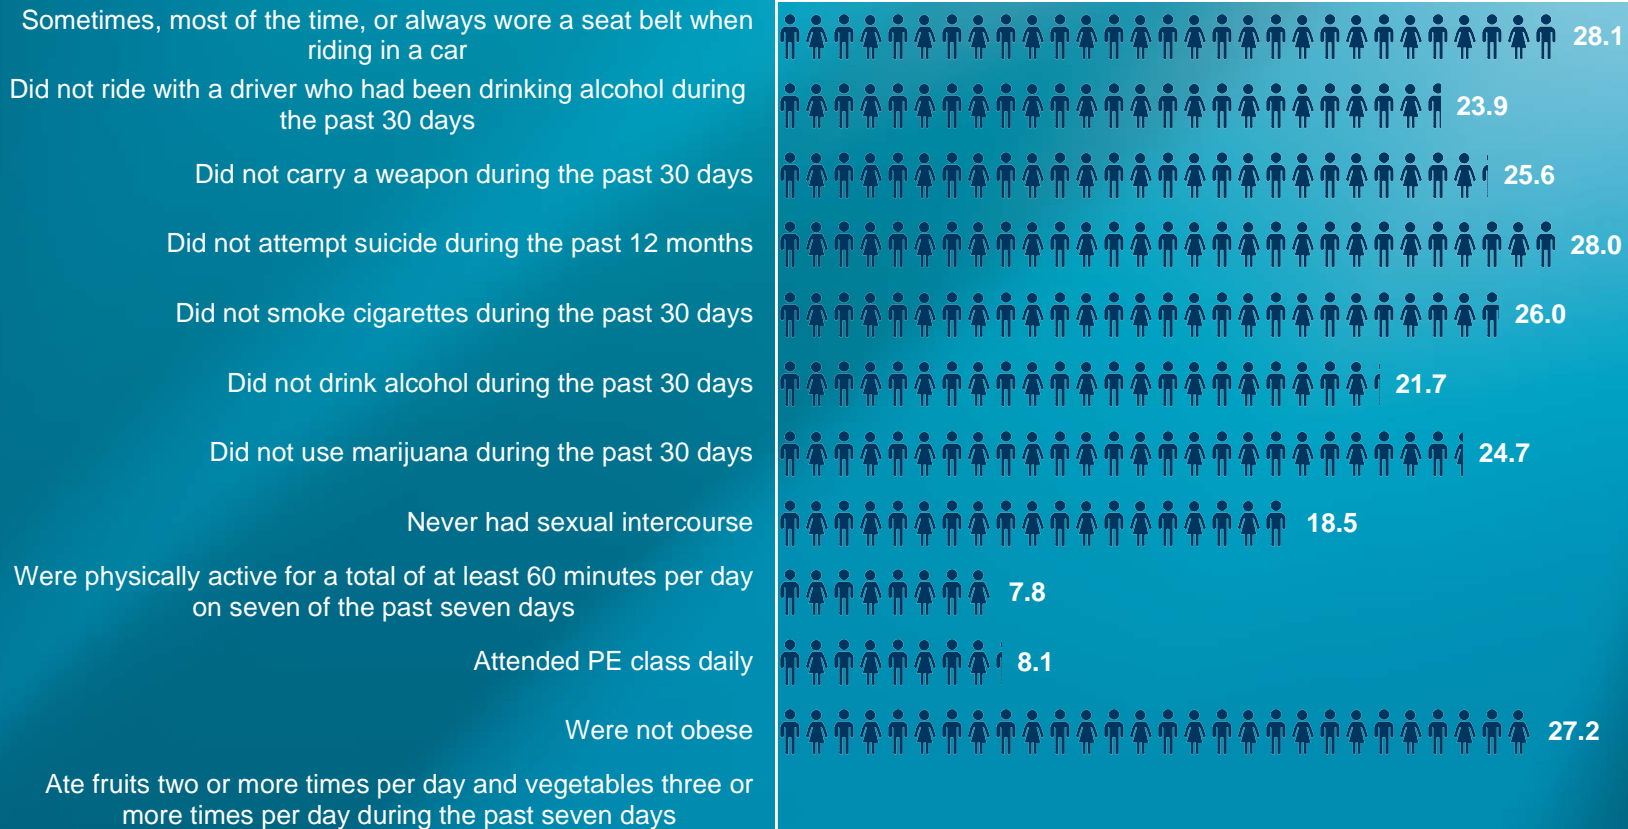 Sometimes, most of the time, or always wore a seat belt when
riding in a car
28.1
Did not ride with a driver who had been drinking alcohol during
the past 30 days
23.9
Did not carry a weapon during the past 30 days
25.6
Did not attempt suicide during the past 12 months
28.0
Did not smoke cigarettes during the past 30 days
26.0
Did not drink alcohol during the past 30 days
21.7
Did not use marijuana during the past 30 days
24.7
Never had sexual intercourse
18.5
Were physically active for a total of at least 60 minutes per day
on seven of the past seven days
7.8
Attended PE class daily
8.1
Were not obese
27.2
Ate fruits two or more times per day and vegetables three or
more times per day during the past seven days